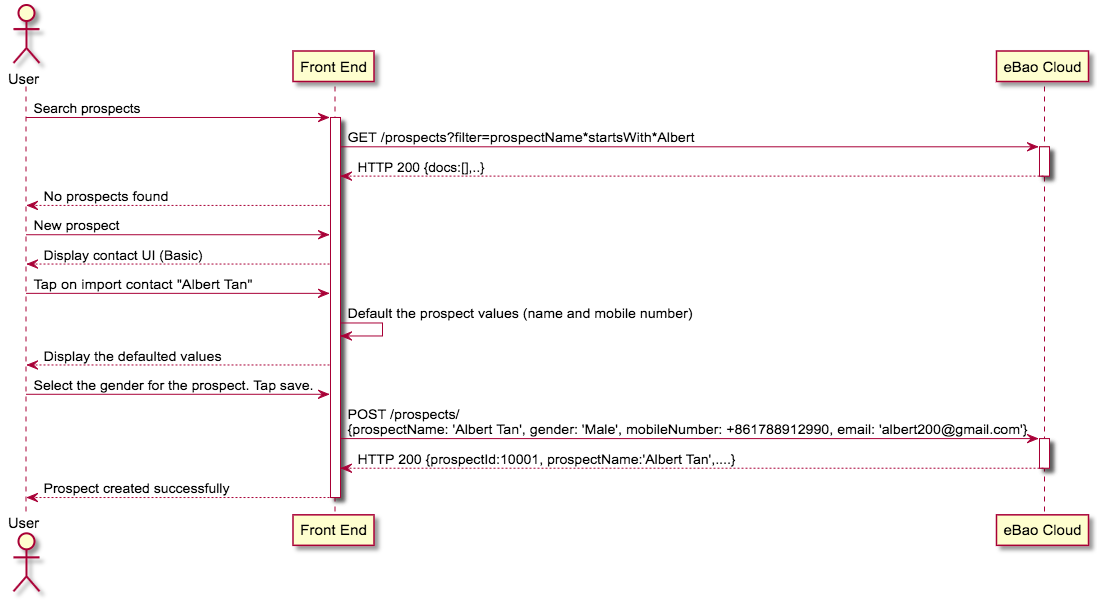 User
Front End
eBao Cloud
Search prospects
GET /prospects?filter=prospectName*startsWith*Albert
HTTP 200 {docs:[],..}
No prospects found
New prospect
Display contact UI (Basic)
Tap on import contact "Albert Tan"
Default the prospect values (name and mobile number)
Display the defaulted values
Select the gender for the prospect. Tap save.
POST /prospects/
{prospectName: 'Albert Tan', gender: 'Male', mobileNumber: +861788912990, email: 'albert200@gmail.com'}
HTTP 200 {prospectId:10001, prospectName:'Albert Tan',....}
Prospect created successfully
User
Front End
eBao Cloud